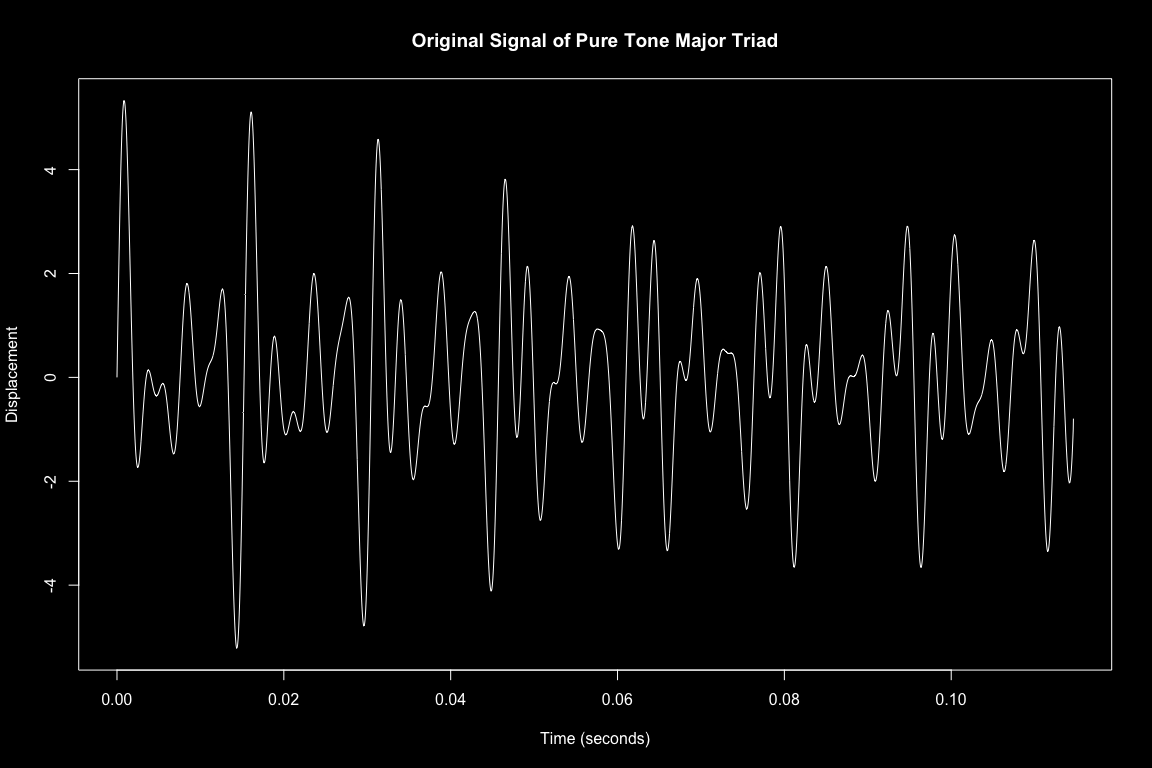 Original Signal of Pure Tone Major Triad
Displacement
4
2
0
-2
-4
0.00 0.02 0.04 0.06 0.08 0.10
Time (seconds)